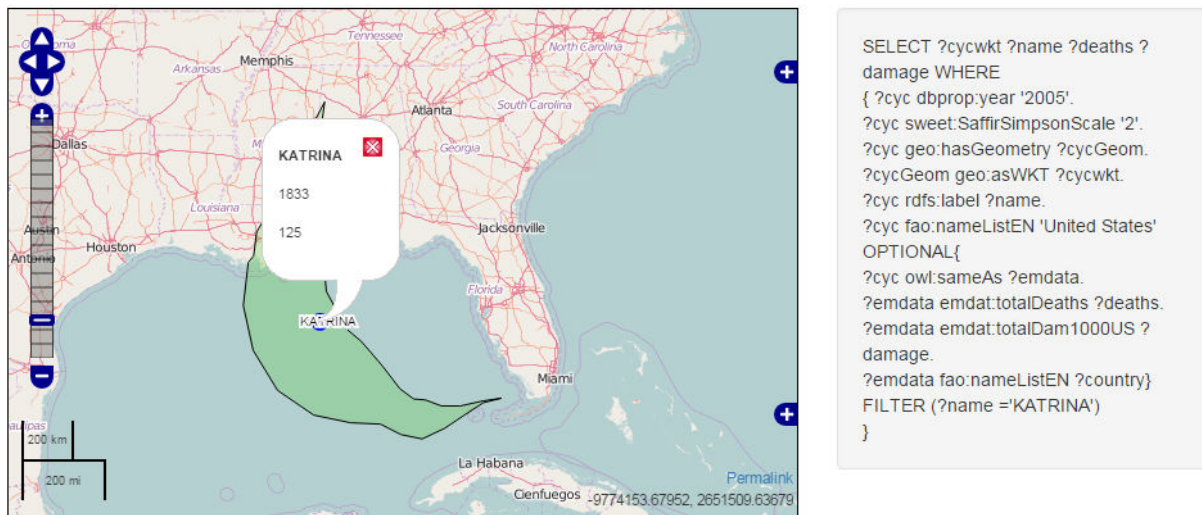 Oklahoma
Tennessee
North Carolina
Memphis
Arkansas
Atlanta
South Carolina
Dallas
Georgia
KATRINA
1833
125
Louisiana
Austin
Houston
Jacksonville
Florida
KATRINA
Miami
200 km
200 mi
La Habana
Cienfuegos
Permalink
-9774153.67952, 2651509.63679
SELECT ?cycwkt ?name ?deaths ?
damage WHERE
{ ?cyc dbprop:year '2005'.
?cyc sweet:SaffirSimpsonScale '2'.
?cyc geo:hasGeometry ?cycGeom.
?cycGeom geo:asWKT ?cycwkt.
?cyc rdfs:label ?name.
?cyc fao:nameListEN 'United States'
OPTIONAL{
?cyc owl:sameAs ?emdata.
?emdata emdat:totalDeaths ?deaths.
?emdata emdat:totalDam1000US ?
damage.
?emdata fao:nameListEN ?country}
FILTER (?name ='KATRINA')
}